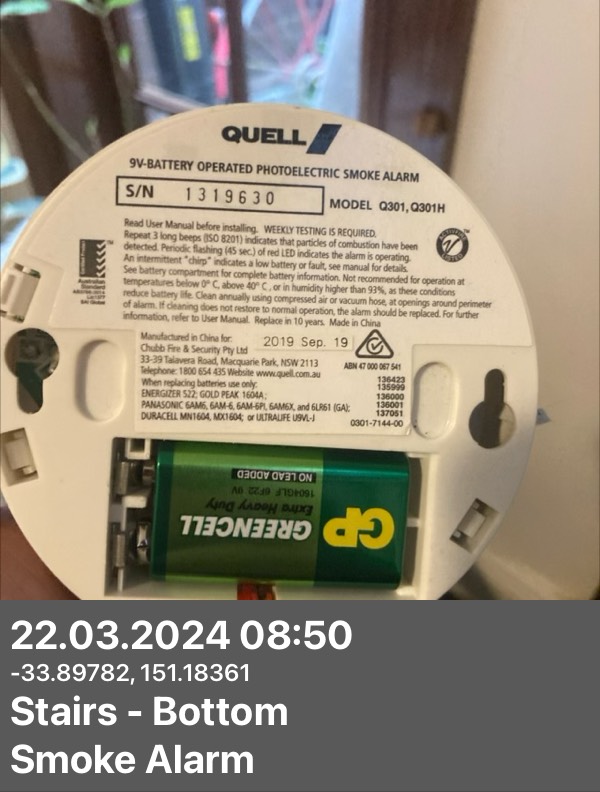 QUELL
9V-BATTERY OPERATED PHOTOELECTRIC SMOKE ALARM
S/N 1319630 MODEL Q301, Q301H
Read User Manual before installing. WEEKLY TESTING IS REQUIRED.
Repeat 3 long beeps (ISO 8201) indicates that particles of combustion have been
detected. Periodic flashing (45 sec.) of red LED indicates the alarm is operating.
An intermittent "chirp" indicates a low battery or fault, see manual for details.
See battery compartment for complete battery information. Not recommended for operation at
temperatures below 0° C, above 40° C, or in humidity higher than 93%, as these conditions
reduce battery life. Clean annually using compressed air or vacuum hose, at openings around perimeter
of alarm. If cleaning does not restore to normal operation, the alarm should be replaced. For further
information, refer to User Manual. Replace in 10 years. Made in China
Australian
Standard
Manufactured in China for: 2019 Sep. 19
Chubb Fire & Security Pty Ltd
33-39 Talavera Road, Macquarie Park, NSW 2113
Telephone: 1800 654 435 Website www.quell.com.au
ABN 47 000 067 541
When replacing batteries use only:
ENERGIZER 522; GOLD PEAK 1604A;
PANASONIC 6AM6, 6AM-6, 6AM-6PI, 6AM6X, and 6LR61 (GA);
DURACELL MN1604, MX1604; or ULTRALIFE U9VL-J
136423
135999
136000
136001
137051
0301-7144-00
GP GREENCELL
Extra Heavy Duty
1604GLF 6F22 9V
NO LEAD ADDED
22.03.2024 08:50
-33.89782, 151.18361
Stairs - Bottom
Smoke Alarm